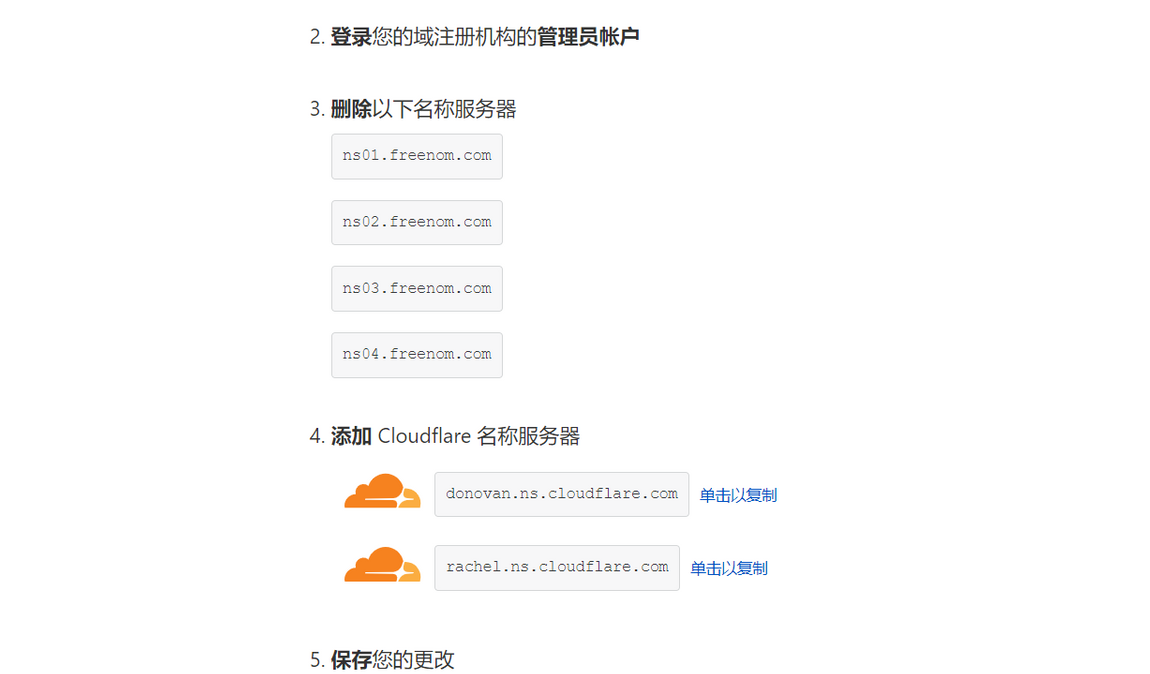 2. 登录您的域注册机构的管理员帐户
3. 删除以下名称服务器
ns01.freenom.com
ns02.freenom.com
ns03.freenom.com
ns04.freenom.com
4. 添加 Cloudflare 名称服务器
donovan.ns.cloudflare.com 单击以复制
rachel.ns.cloudflare.com 单击以复制
5. 保存您的更改